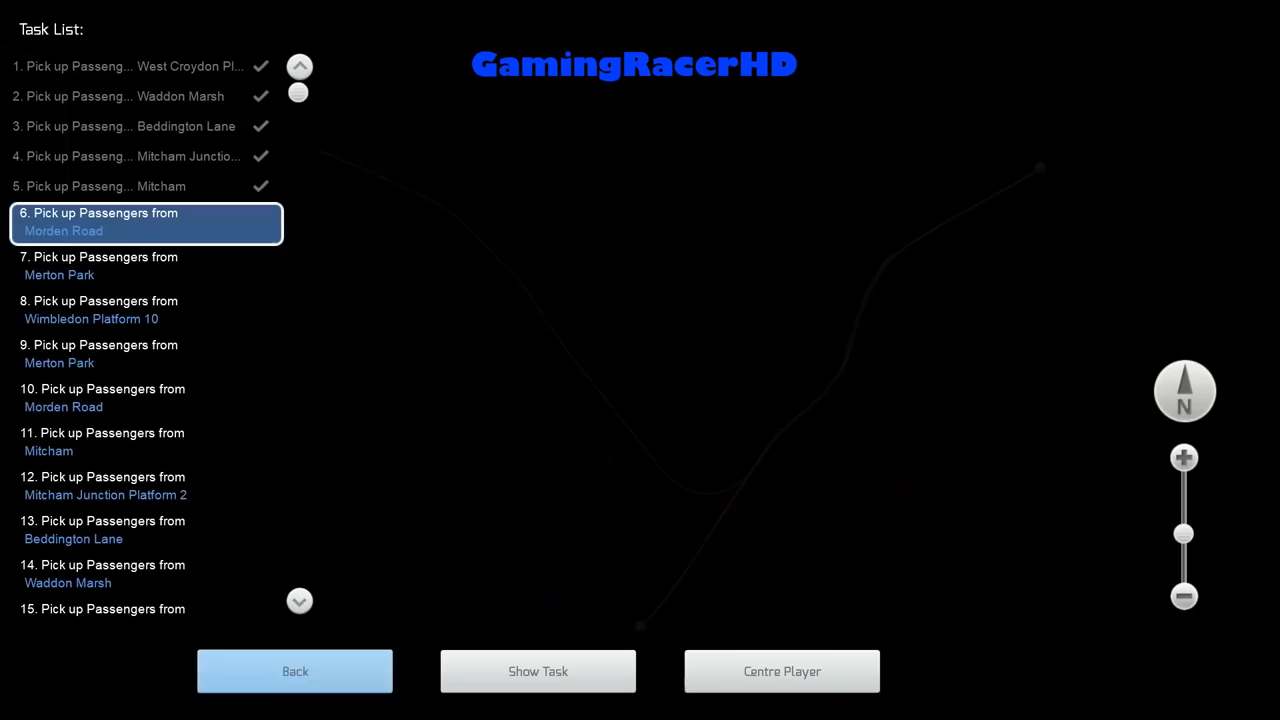 Task List:
GamingRacerHD
1. Pick up Passeng... West Croydon Pl...
2. Pick up Passeng... Waddon Marsh
3. Pick up Passeng... Beddington Lane
4. Pick up Passeng... Mitcham Junctio...
5. Pick up Passeng... Mitcham
6. Pick up Passengers from
Morden Road
7. Pick up Passengers from
Merton Park
8. Pick up Passengers from
Wimbledon Platform 10
9. Pick up Passengers from
Merton Park
10. Pick up Passengers from
Morden Road
11. Pick up Passengers from
Mitcham
12. Pick up Passengers from
Mitcham Junction Platform 2
13. Pick up Passengers from
Beddington Lane
14. Pick up Passengers from
Waddon Marsh
15. Pick up Passengers from
N
Back
Show Task
Centre Player